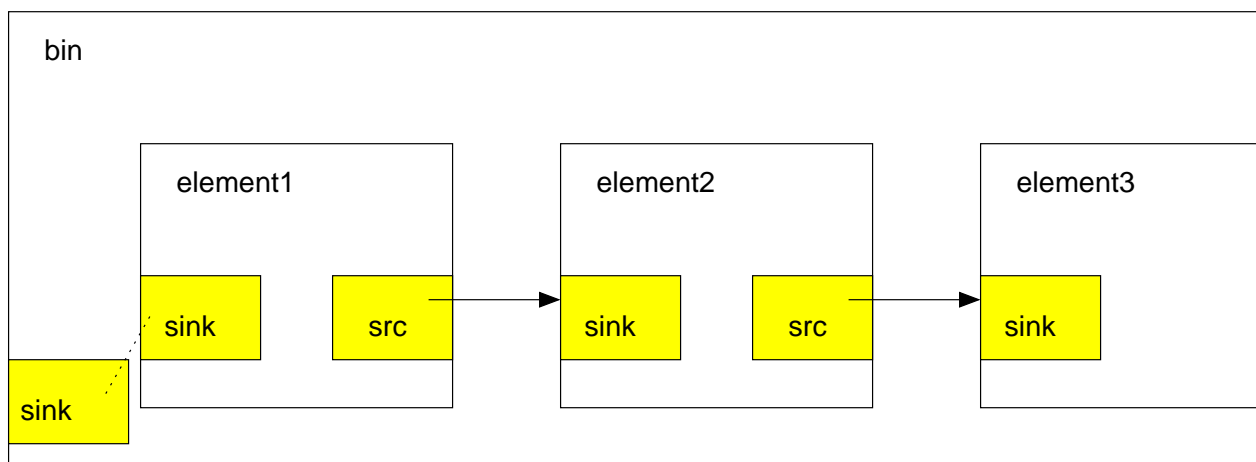 bin
element1
element2
element3
sink
src
sink
src
sink
sink